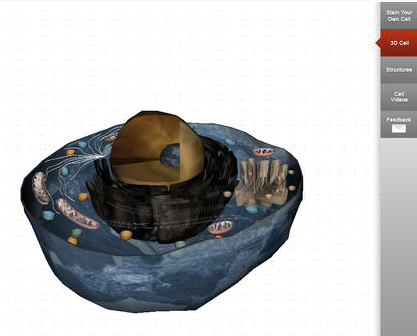 Stain Your
Own Cell
3D Cell
Structures
Cell
Videos
Feedback